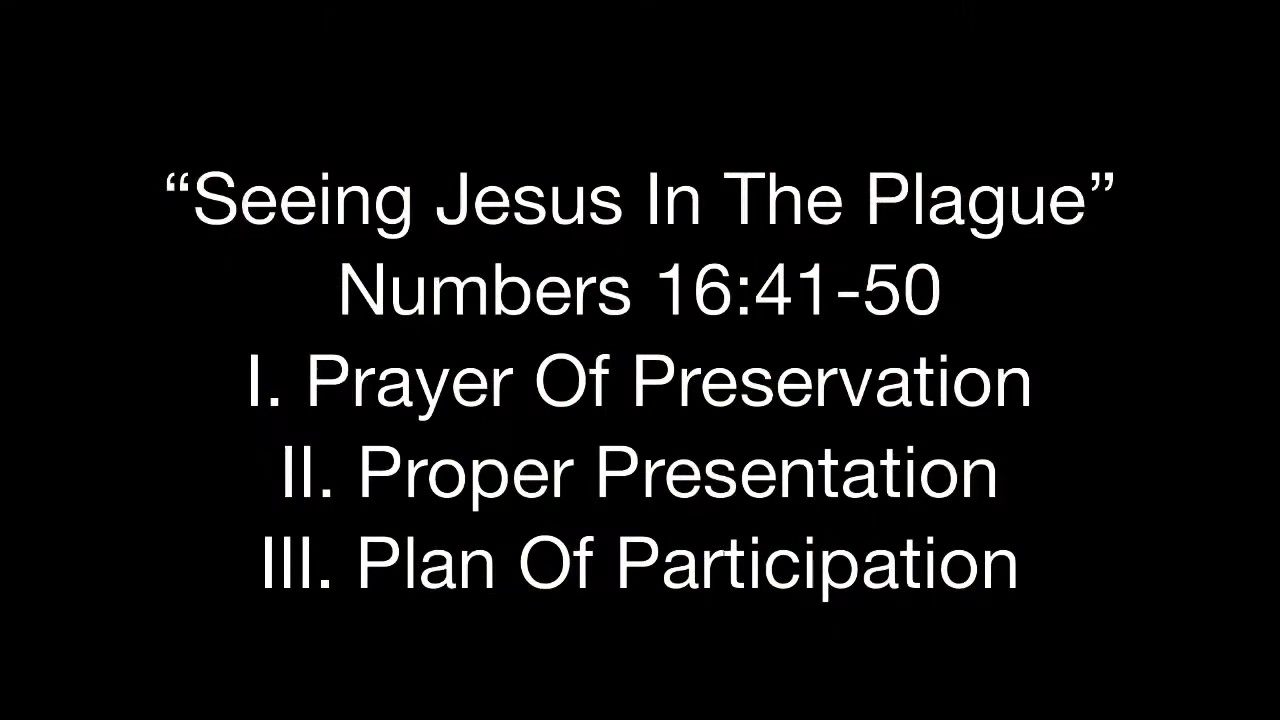 “Seeing Jesus In The Plague”
Numbers 16:41-50
I. Prayer Of Preservation
II. Proper Presentation
III. Plan Of Participation